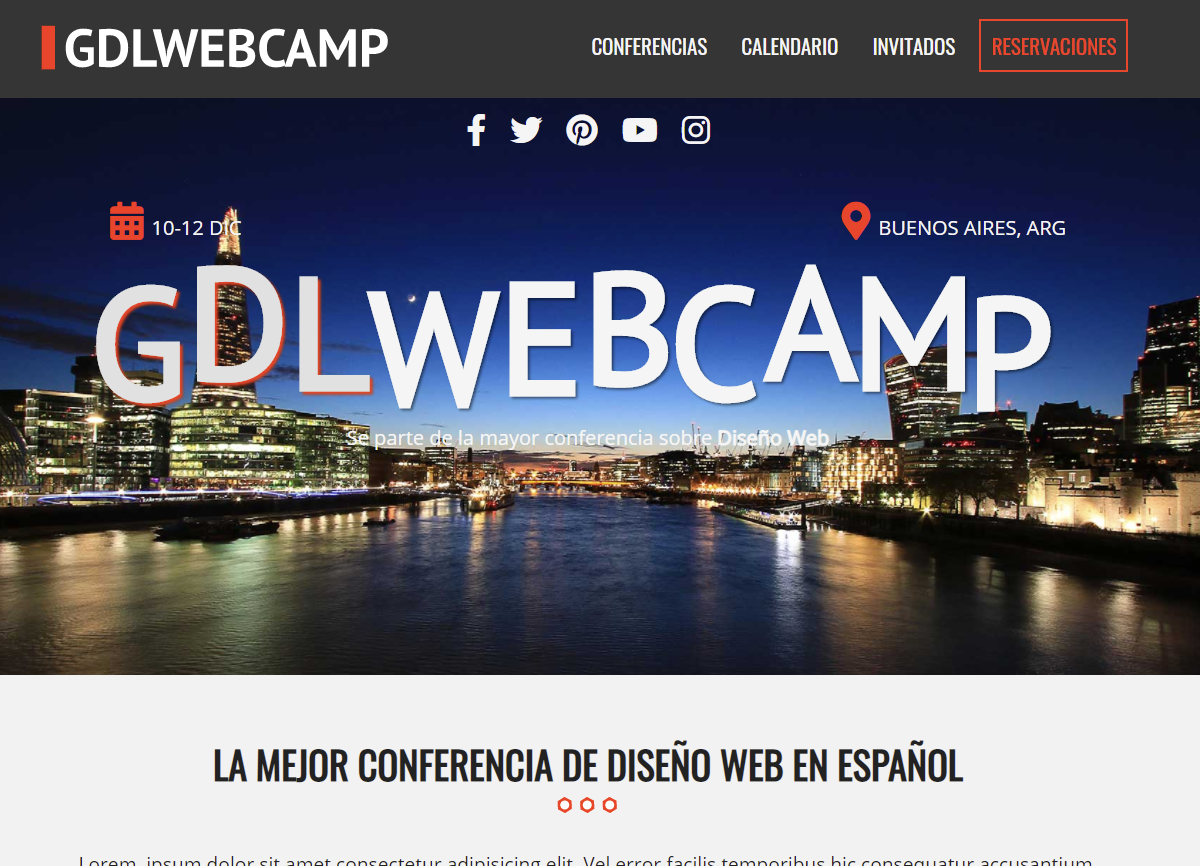 GDLWEBCAMP
CONFERENCIAS CALENDARIO INVITADOS RESERVACIONES
10-12 DIC
BUENOS AIRES, ARG
GDLWEBCAMP
Se parte de la mayor conferencia sobre Diseño Web
LA MEJOR CONFERENCIA DE DISEÑO WEB EN ESPAÑOL
Lorem, ipsum dolor sit amet consectetur adipisicing elit. Vel error facilis temporibus hic consequatur accusantium